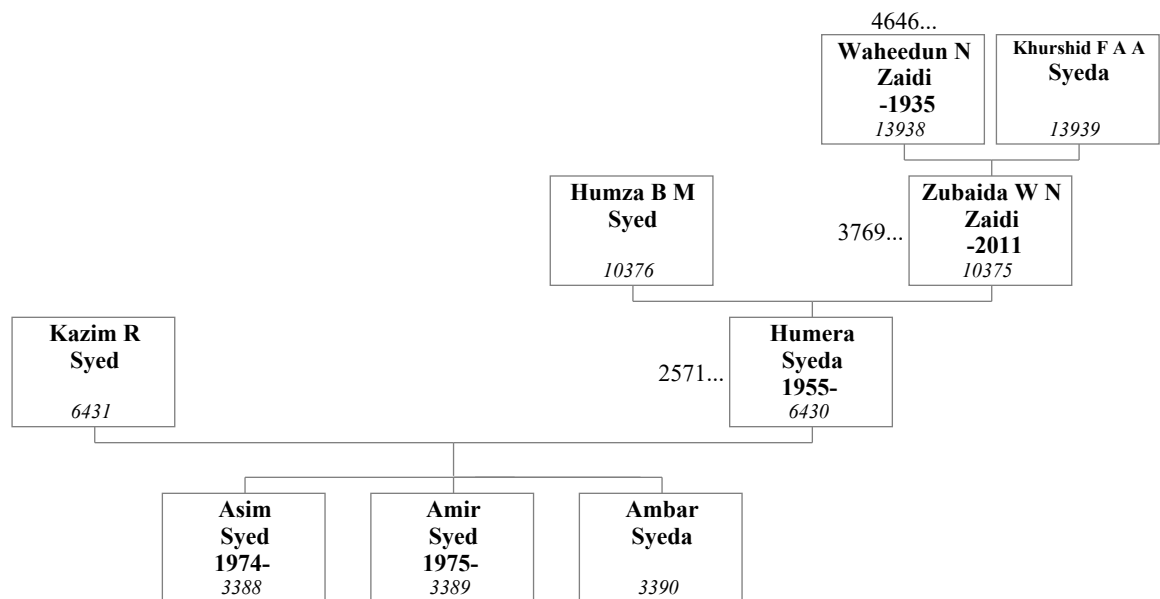 4646...
Waheedun N
Zaidi
-1935
13938
Khurshid F A A
Syeda
13939
Humza B M
Syed
10376
3769...
Zubaida W N
Zaidi
-2011
10375
Kazim R
Syed
6431
2571...
Humera
Syeda
1955-
6430
Asim
Syed
1974-
3388
Amir
Syed
1975-
3389
Ambar
Syeda
3390